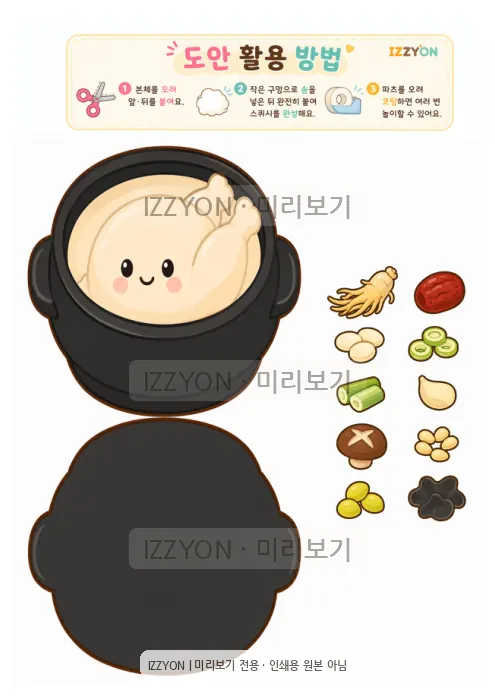 도안 활용 방법
IZZYON
1 본체를 오려
앞·뒤를 붙여요.
2 작은 구멍으로 솜을
넣은 뒤 완전히 붙여
스퀴시를 완성해요.
3 파츠를 오려
코팅하면 여러 번
놀이할 수 있어요.
IZZYON · 미리보기
IZZYON · 미리보기
IZZYON · 미리보기
IZZYON | 미리보기 전용 · 인쇄용 원본 아님